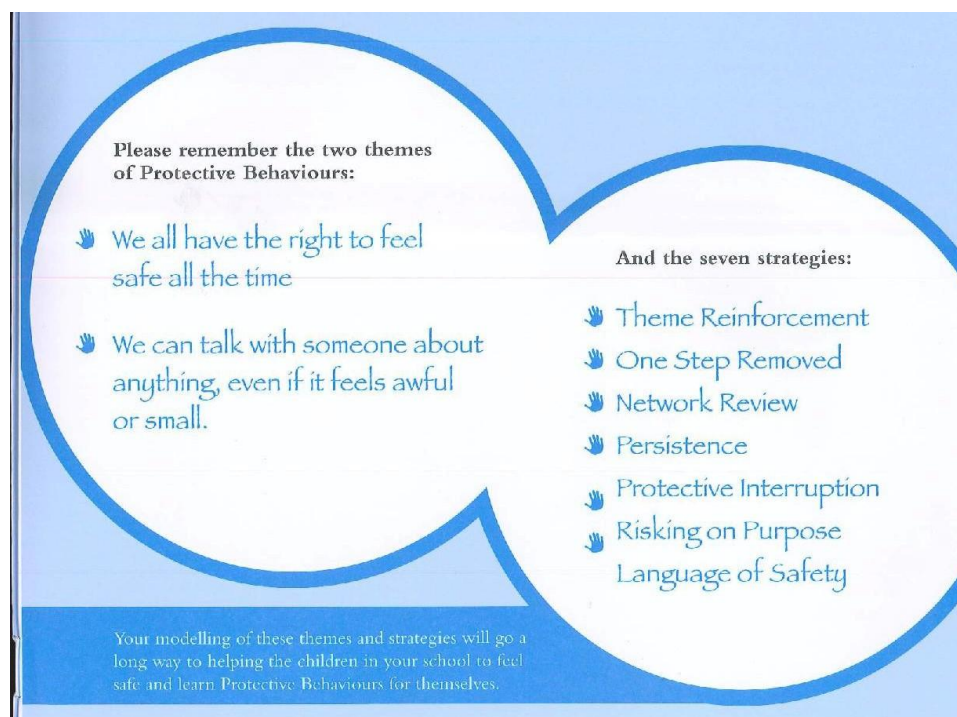 Please remember the two themes
of Protective Behaviours:
We all have the right to feel
safe all the time
We can talk with someone about
anything, even if it feels awful
or small.
And the seven strategies:
Theme Reinforcement
One Step Removed
Network Review
Persistence
Protective Interruption
Risking on Purpose
Language of Safety
Your modelling of these themes and strategies will go a
long way to helping the children in your school to feel
safe and learn Protective Behaviours for themselves.